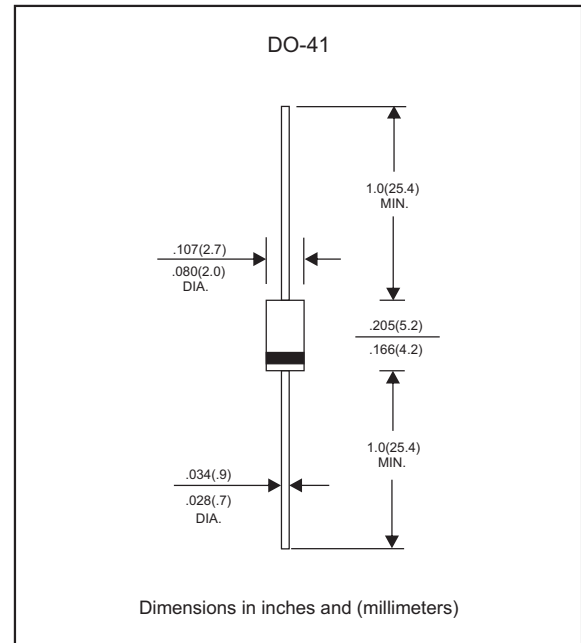 DO-41
1.0(25.4)
MIN.
.107(2.7)
.080(2.0)
DIA.
.205(5.2)
.166(4.2)
1.0(25.4)
MIN.
.034(.9)
.028(.7)
DIA.
Dimensions in inches and (millimeters)